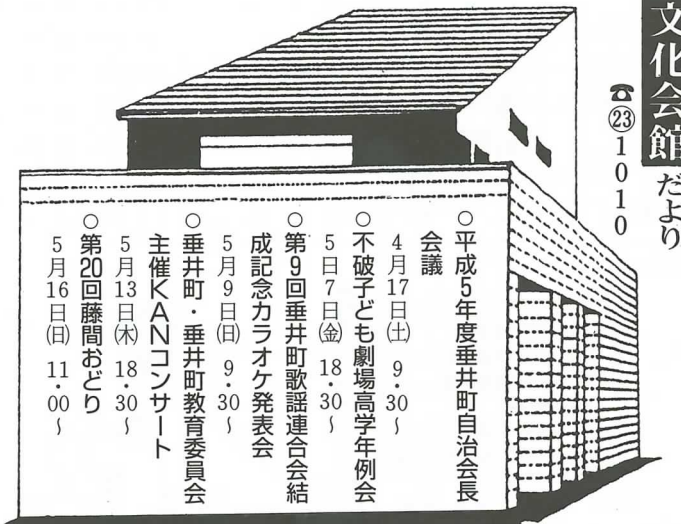 文化会館だより
☎㉓1010
○平成5年度垂井町自治会長
会議
4月17日㈯ 9・30~
○不破子ども劇場高学年例会
5日7日㈮ 18・30~
○第9回垂井町歌謡連合会結
成記念カラオケ発表会
5月9日㈰ 9・30~
○垂井町・垂井町教育委員会
主催KANコンサート
5月13日㈭ 18・30~
○第20回藤間おどり
5月16日㈰ 11・00~